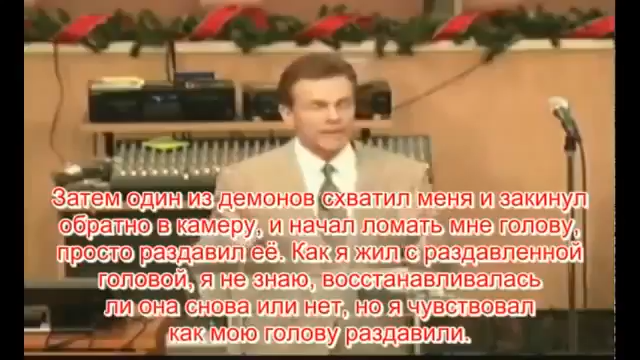 Затем один из демонов схватил меня и закинул
обратно в камеру, и начал ломать мне голову,
просто раздавил её. Как я жил с раздавленной
головой, я не знаю, восстанавливалась
ли она снова или нет, но я чувствовал
как мою голову раздавили.